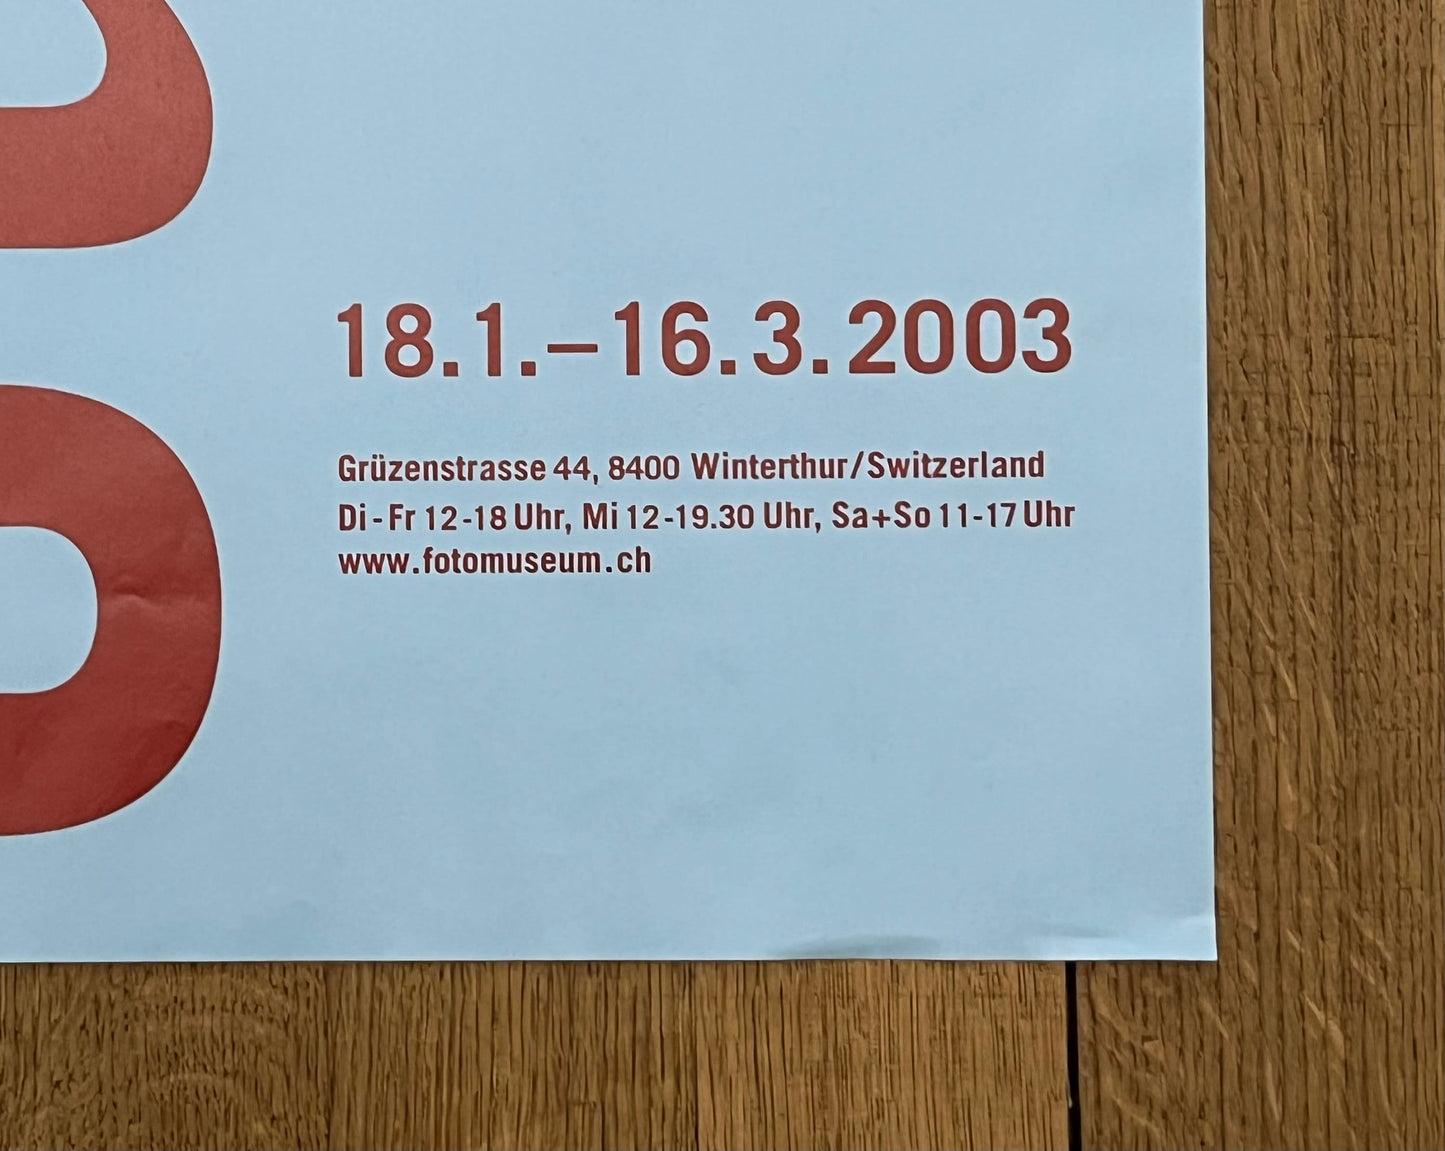 18.1.–16.3.2003
Grüzenstrasse 44, 8400 Winterthur/Switzerland
Di-Fr 12-18 Uhr, Mi 12-19.30 Uhr, Sa+So 11-17 Uhr
www.fotomuseum.ch